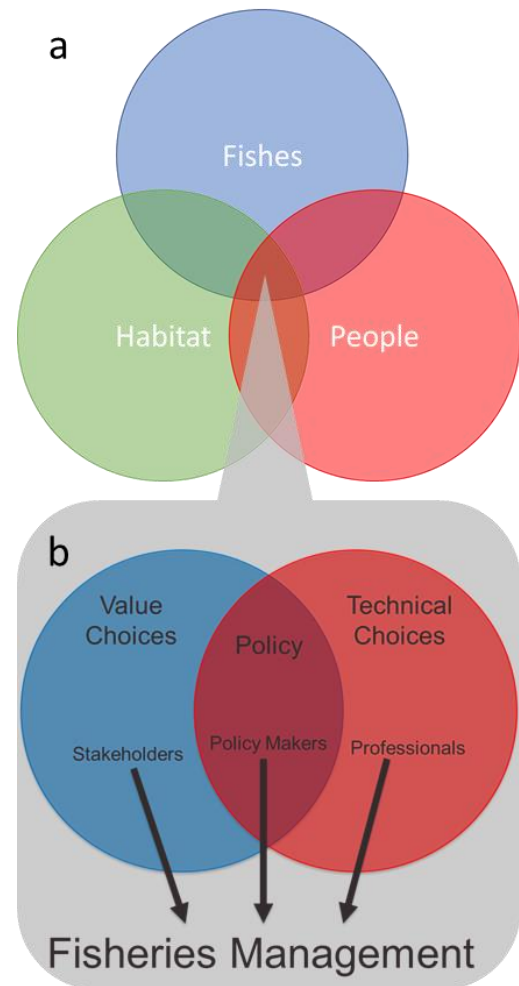 a
Fishes
Habitat
People
b
Value
Choices
Technical
Choices
Policy
Stakeholders
Policy Makers
Professionals
Fisheries Management